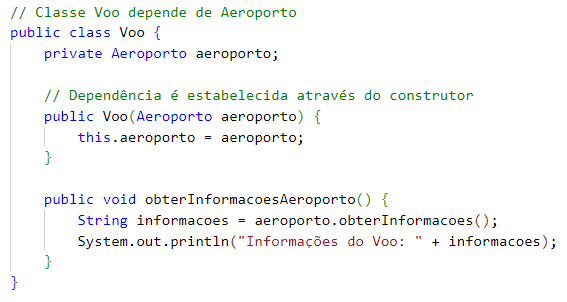 // Classe Voo depende de Aeroporto
public class Voo {
    private Aeroporto aeroporto;

    // Dependência é estabelecida através do construtor
    public Voo(Aeroporto aeroporto) {
        this.aeroporto = aeroporto;
    }

    public void obterInformacoesAeroporto() {
        String informacoes = aeroporto.obterInformacoes();
        System.out.println("Informações do Voo: " + informacoes);
    }
}